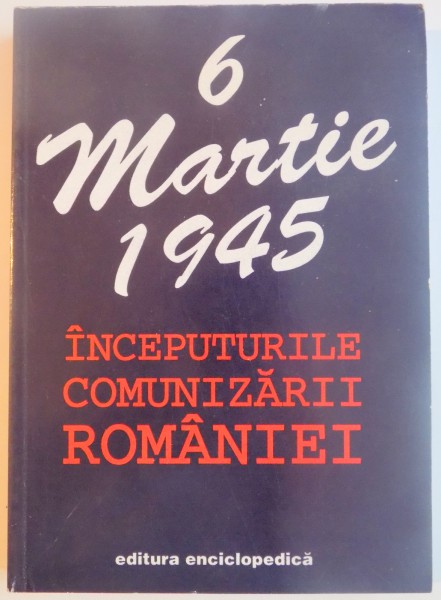 6
Martie
1945
ÎNCEPUTURILE
COMUNIZĂRII
ROMÂNIEI
editura enciclopedică